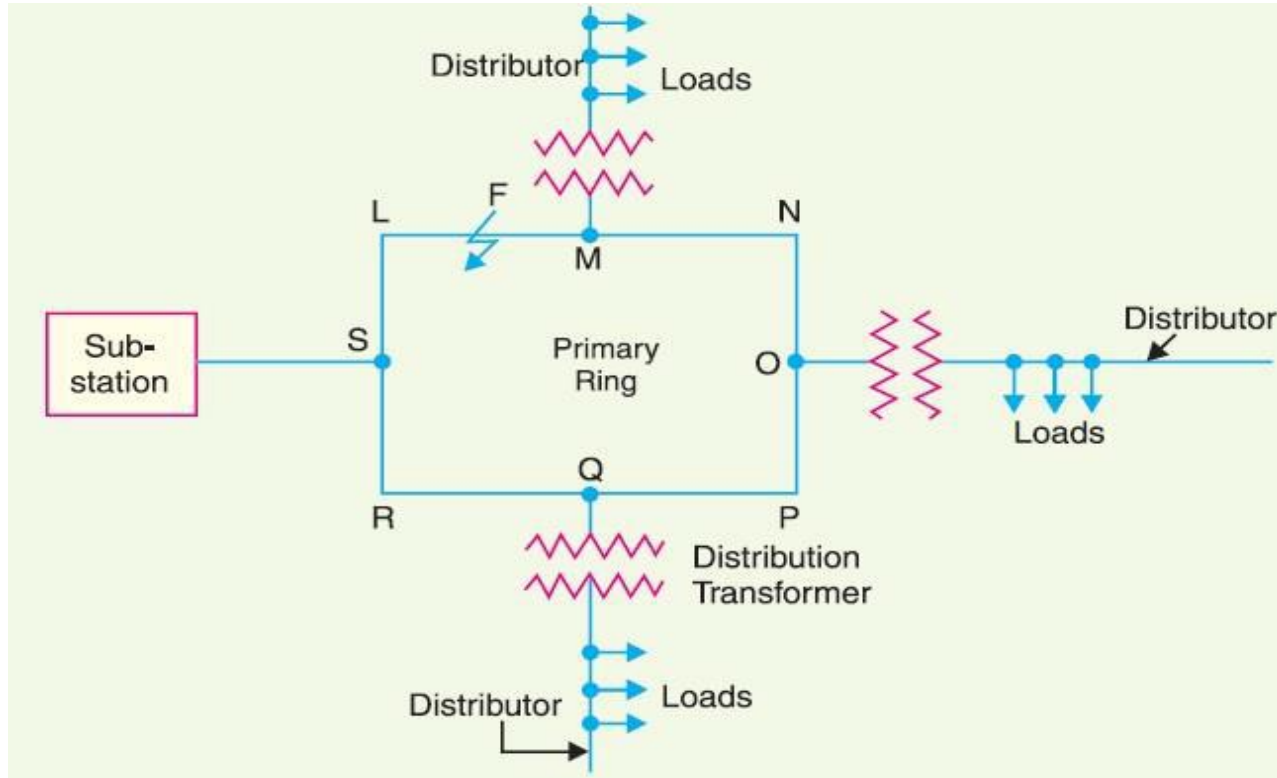 Distributor
Loads
F
L
N
M
Sub-
station
S
Primary
Ring
O
Distributor
Loads
Q
R
P
Distribution
Transformer
Loads
Distributor